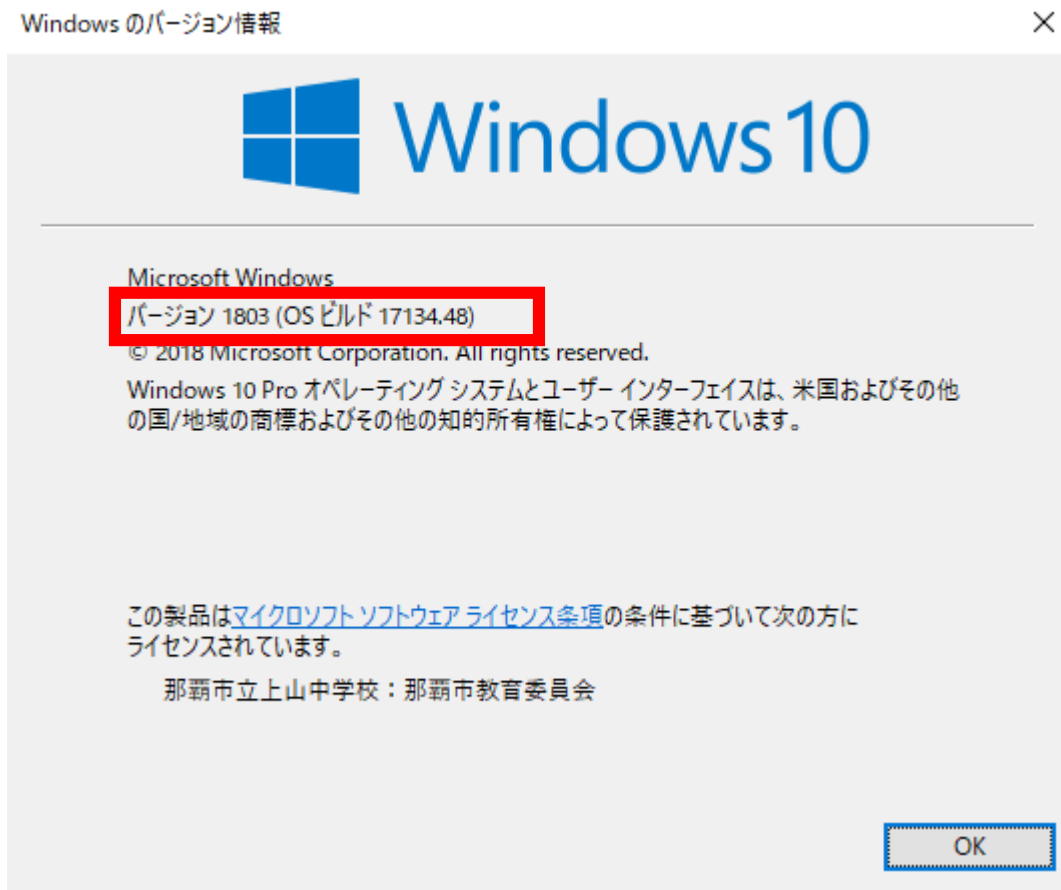 Windows のバージョン情報
Windows 10
Microsoft Windows
バージョン 1803 (OS ビルド 17134.48)
© 2018 Microsoft Corporation. All rights reserved.
Windows 10 Pro オペレーティング システムとユーザー インターフェイスは、米国およびその他
の国/地域の商標およびその他の知的所有権によって保護されています。
この製品はマイクロソフト ソフトウェア ライセンス条項の条件に基づいて次の方に
ライセンスされています。
那覇市立上山中学校：那覇市教育委員会
OK